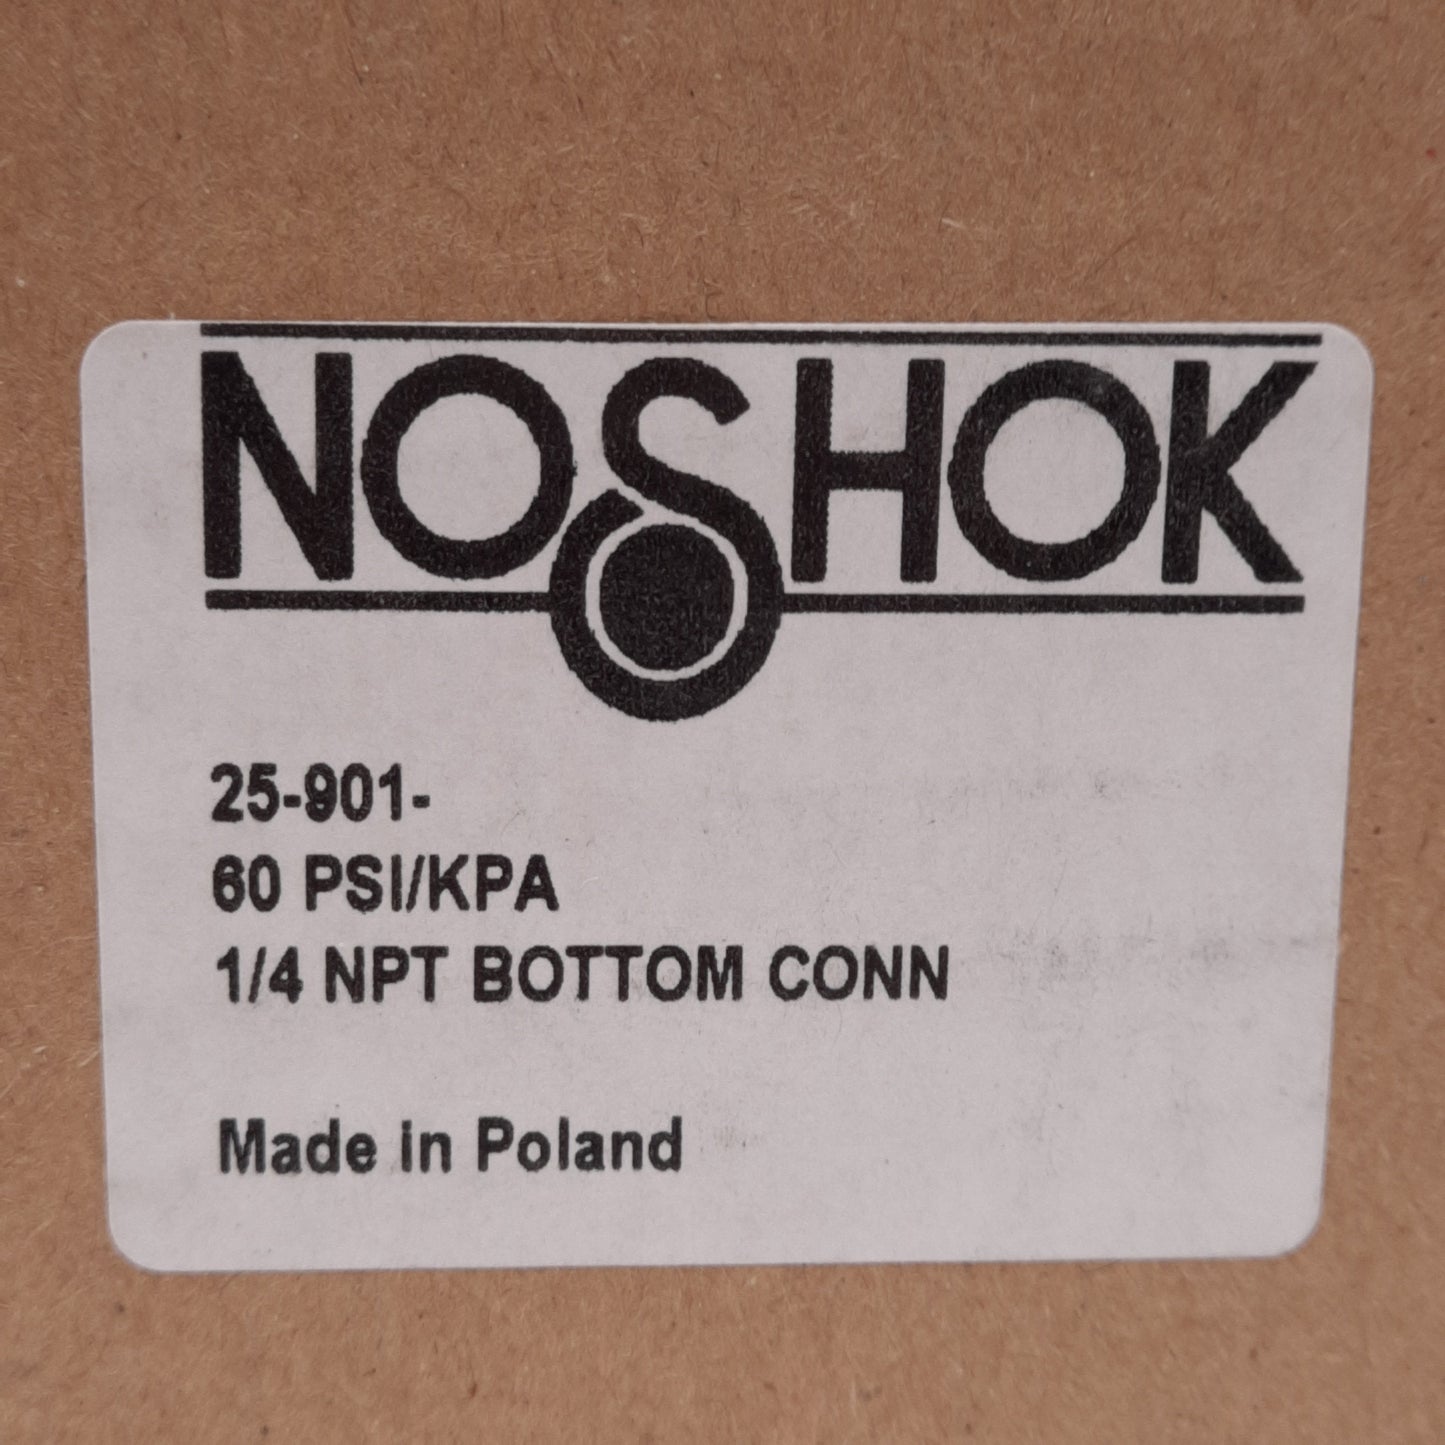 NOSHOK
25-901-
60 PSI/KPA
1/4 NPT BOTTOM CONN
Made in Poland